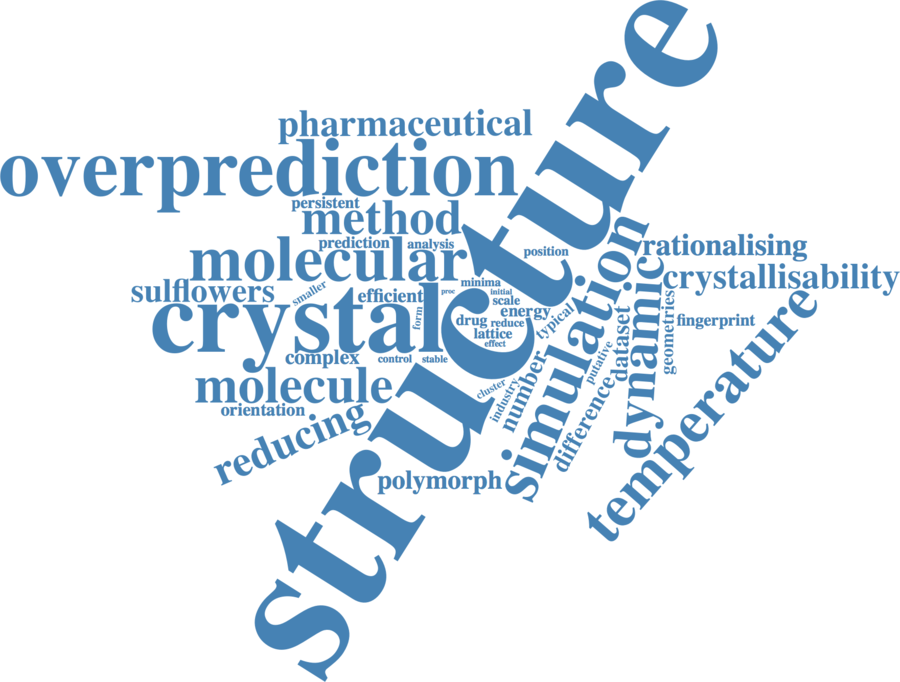 structure
pharmaceutical
overprediction
persistent
method
prediction
analysis
position
molecular
rationalising
crystallisability
sulflowers
smaller
efficient
minima
initial
proc
scale
crystal
form
energy
typical
drug
reduce
lattice
effect
simulation
dynamic
dataset
geometries
fingerprint
complex
control
stable
putative
molecule
cluster
industry
number
difference
temperature
orientation
reducing
polymorph